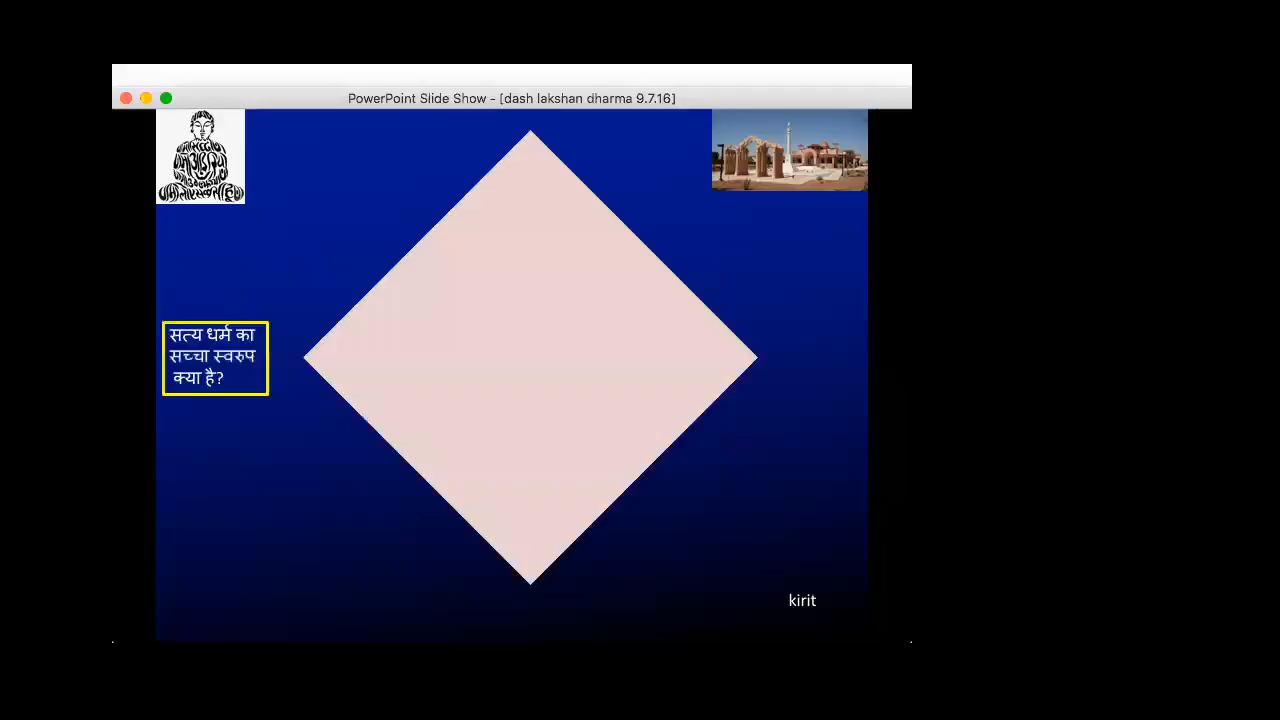 PowerPoint Slide Show - [dash lakshan dharma 9.7.16]
सत्य धर्म का
सच्चा स्वरुप
क्या है?
kirit